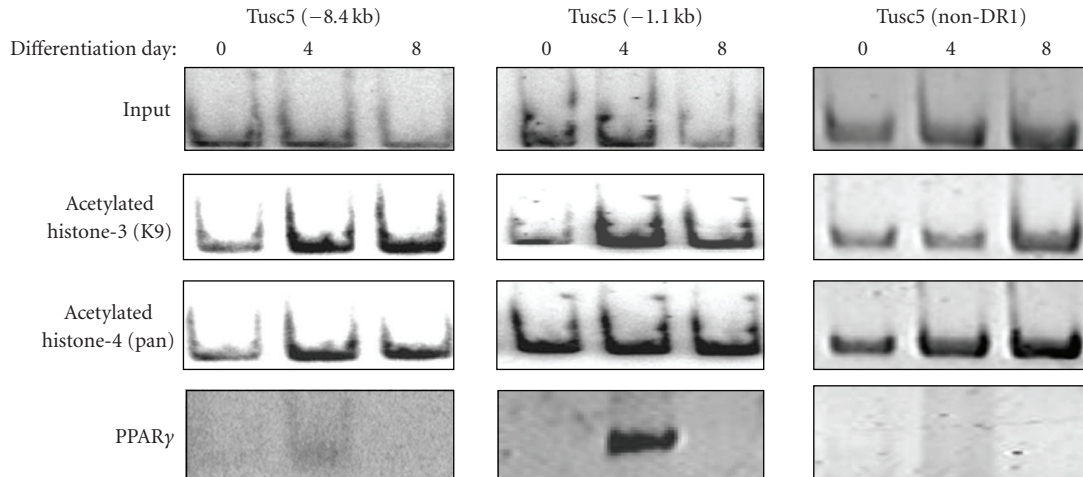 Tusc5 (−8.4 kb) Tusc5 (−1.1 kb) Tusc5 (non-DR1)
Differentiation day: 0 4 8 0 4 8 0 4 8
Input
Acetylated
histone-3 (K9)
Acetylated
histone-4 (pan)
PPARγ